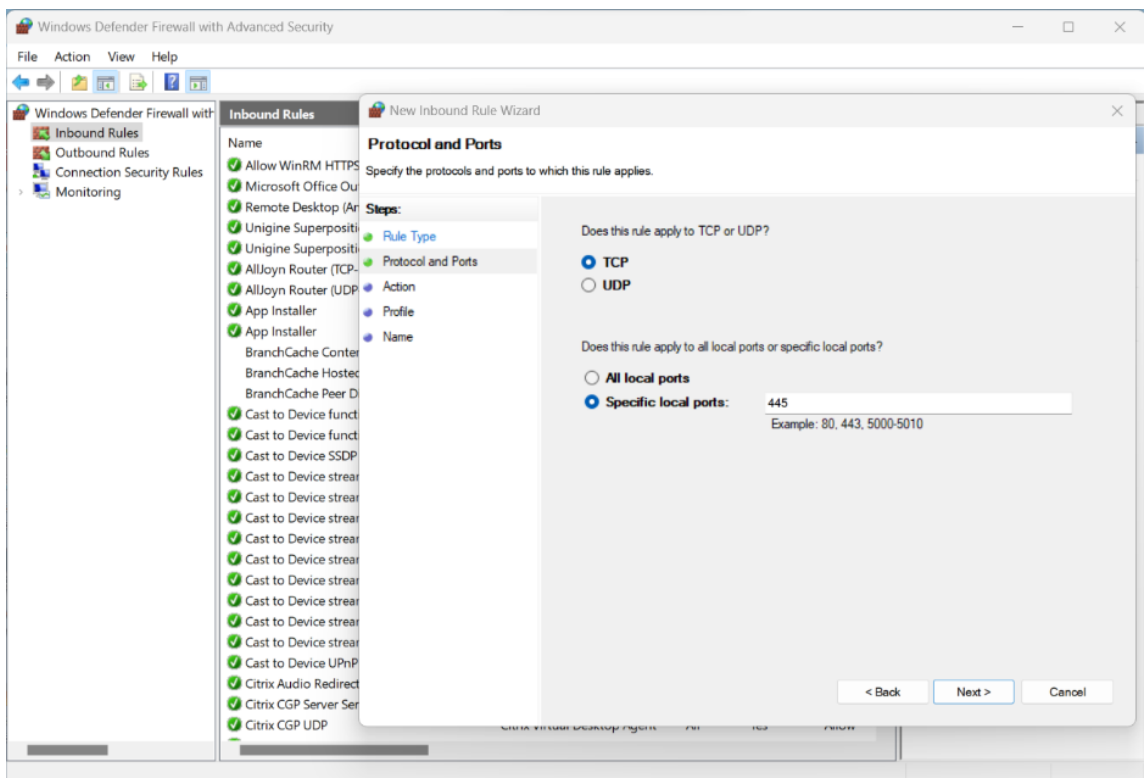 Windows Defender Firewall with Advanced Security
File Action View Help
Windows Defender Firewall with
Inbound Rules
Outbound Rules
Connection Security Rules
Monitoring
Inbound Rules
Name
Allow WinRM HTTPS
Microsoft Office Ou
Remote Desktop (Ar
Unigine Superpositi
Unigine Superpositi
AllJoyn Router (TCP-
AllJoyn Router (UDP
App Installer
App Installer
BranchCache Conter
BranchCache Hosted
BranchCache Peer D
Cast to Device funct
Cast to Device funct
Cast to Device SSDP
Cast to Device strear
Cast to Device strear
Cast to Device strear
Cast to Device strear
Cast to Device strear
Cast to Device strear
Cast to Device strear
Cast to Device strear
Cast to Device strear
Cast to Device UPnP
Citrix Audio Redirect
Citrix CGP Server Ser
Citrix CGP UDP
New Inbound Rule Wizard
Protocol and Ports
Specify the protocols and ports to which this rule applies.
Steps:
Rule Type
Protocol and Ports
Action
Profile
Name
Does this rule apply to TCP or UDP?
TCP
UDP
Does this rule apply to all local ports or specific local ports?
All local ports
Specific local ports: 445
Example: 80, 443, 5000-5010
< Back Next > Cancel